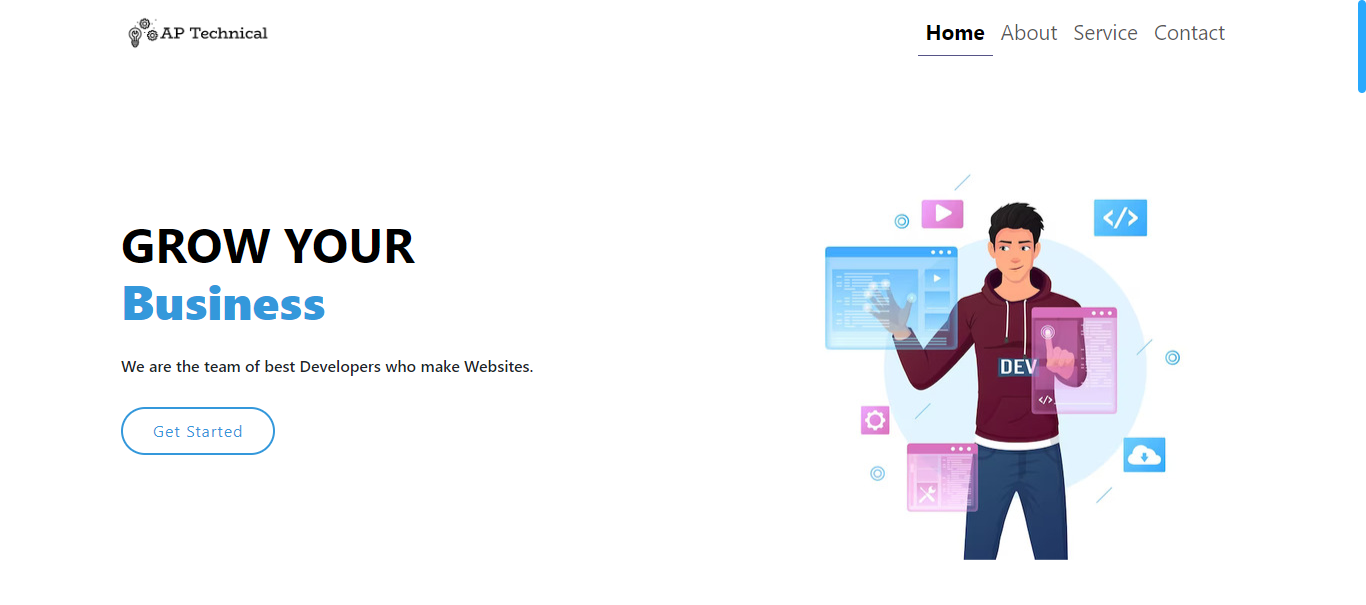 AP Technical
Home About Service Contact
GROW YOUR
Business
We are the team of best Developers who make Websites.
Get Started
</>
DEV
</>